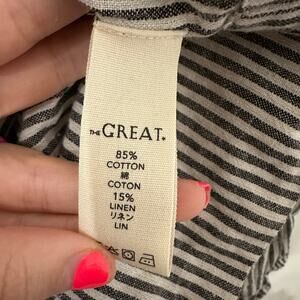 THE GREAT.
85%
COTTON
綿
COTON
15%
LINEN
リネン
LIN